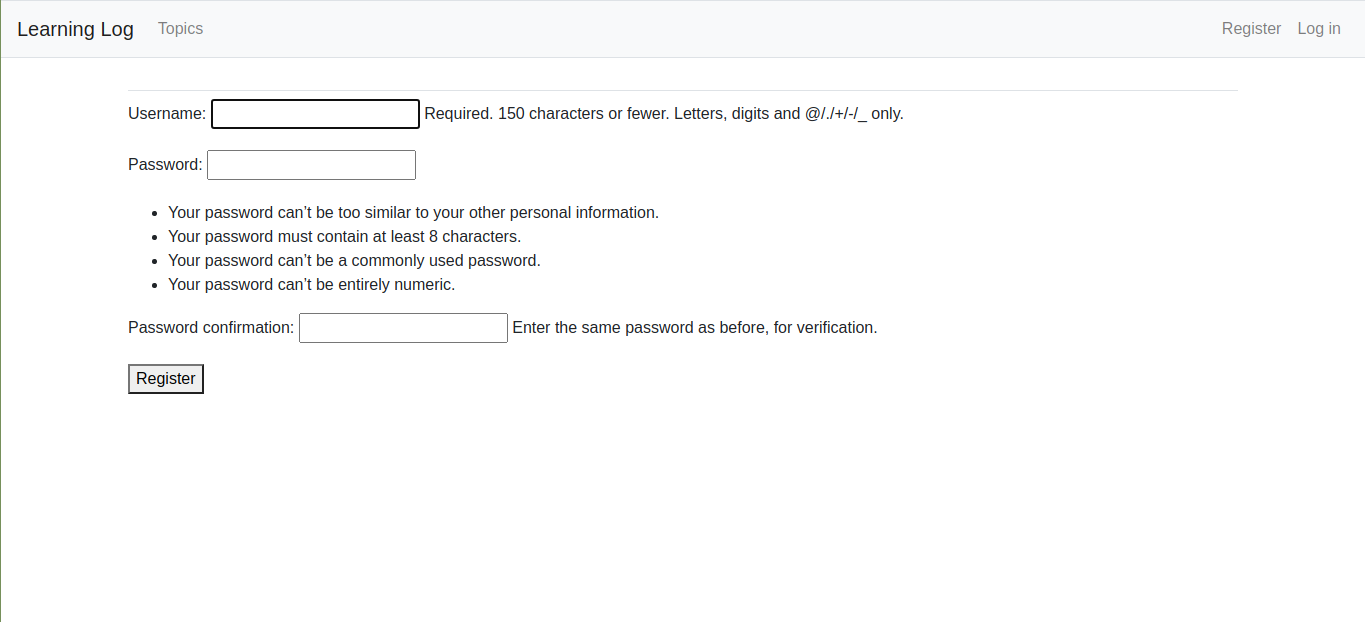 Learning Log Topics Register Log in
Username: Required. 150 characters or fewer. Letters, digits and @/./+/-/_ only.
Password:
• Your password can’t be too similar to your other personal information.
• Your password must contain at least 8 characters.
• Your password can’t be a commonly used password.
• Your password can’t be entirely numeric.
Password confirmation: Enter the same password as before, for verification.
Register